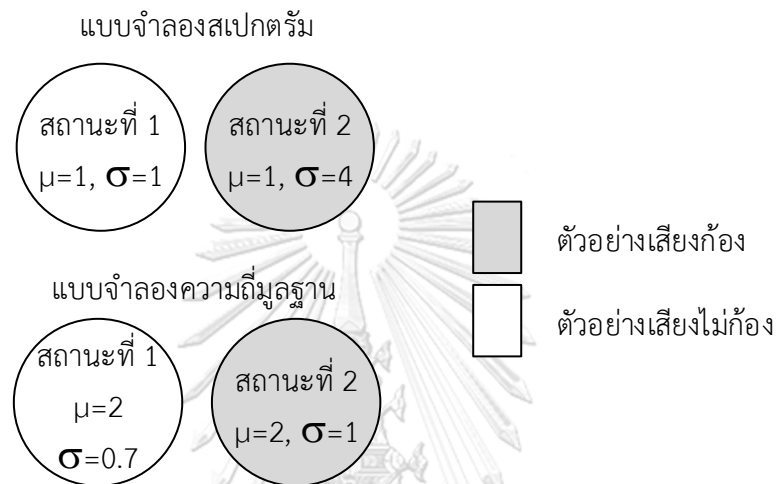 แบบจำลองสเปกตรัม
สถานะที่ 1
μ=1, σ=1
สถานะที่ 2
μ=1, σ=4
ตัวอย่างเสียงก้อง
ตัวอย่างเสียงไม่ก้อง
แบบจำลองความถี่มูลฐาน
สถานะที่ 1
μ=2
σ=0.7
สถานะที่ 2
μ=2, σ=1